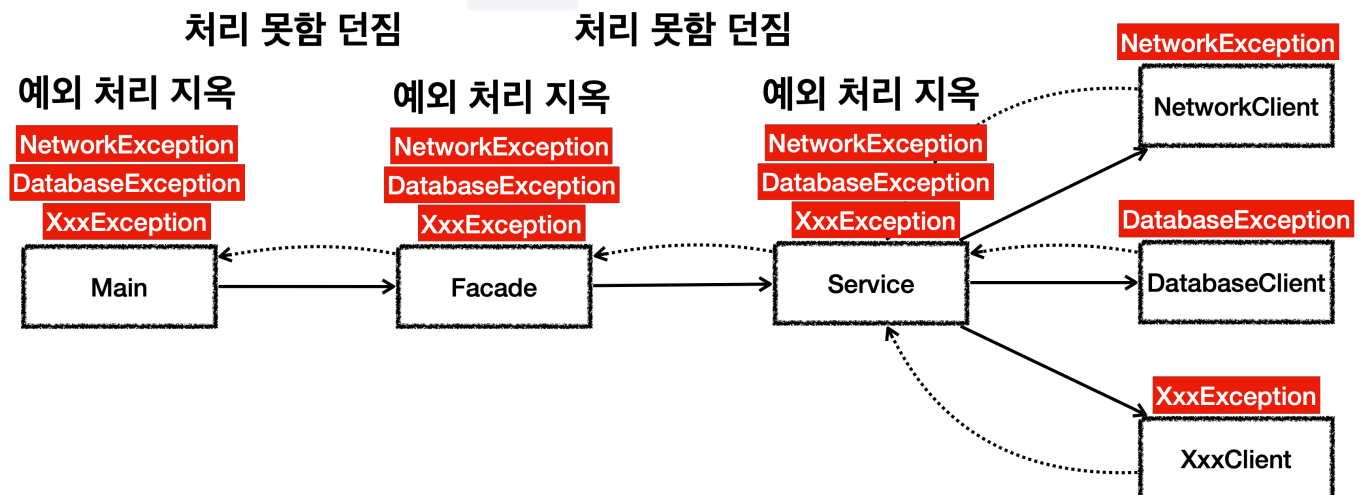 처리 못함 던짐
처리 못함 던짐
예외 처리 지옥
NetworkException
DatabaseException
XxxException
Main
예외 처리 지옥
NetworkException
DatabaseException
XxxException
Facade
예외 처리 지옥
NetworkException
DatabaseException
XxxException
Service
NetworkException
NetworkClient
DatabaseException
DatabaseClient
XxxException
XxxClient